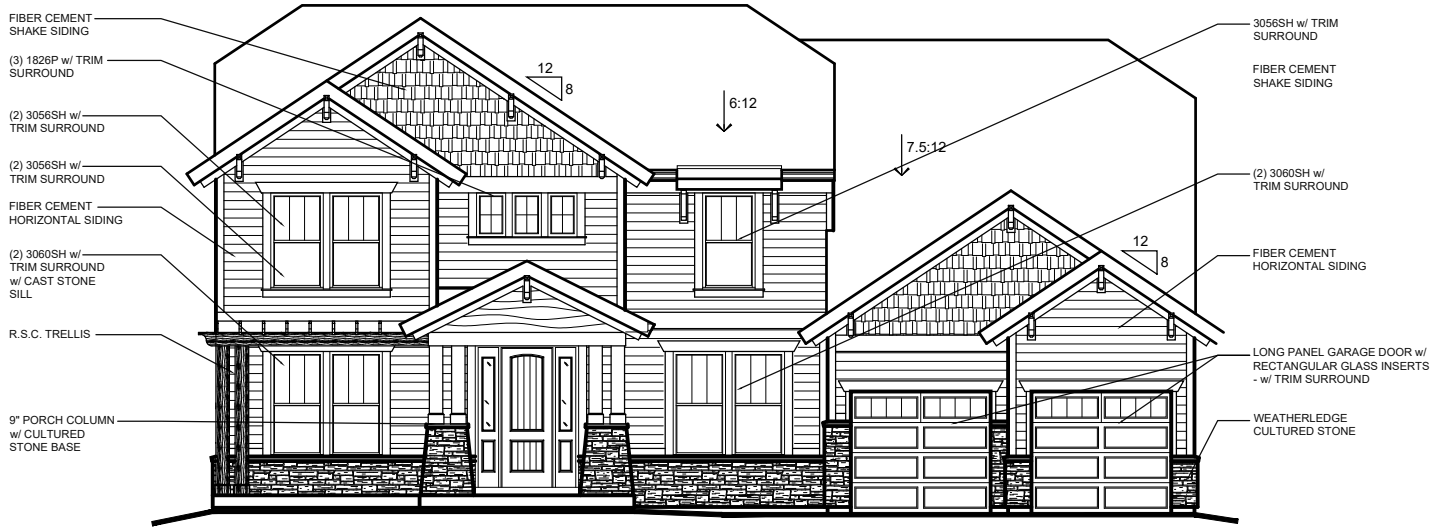 FIBER CEMENT
SHAKE SIDING
(3) 1826P w/ TRIM
SURROUND
(2) 3056SH w/
TRIM SURROUND
(2) 3056SH w/
TRIM SURROUND
FIBER CEMENT
HORIZONTAL SIDING
(2) 3060SH w/
TRIM SURROUND
w/ CAST STONE
SILL
R.S.C. TRELLIS
9" PORCH COLUMN
w/ CULTURED
STONE BASE
12
8
6:12
7.5:12
12
8
3056SH w/ TRIM
SURROUND
FIBER CEMENT
SHAKE SIDING
(2) 3060SH w/
TRIM SURROUND
FIBER CEMENT
HORIZONTAL SIDING
LONG PANEL GARAGE DOOR w/
RECTANGULAR GLASS INSERTS
- w/ TRIM SURROUND
WEATHERLEDGE
CULTURED STONE